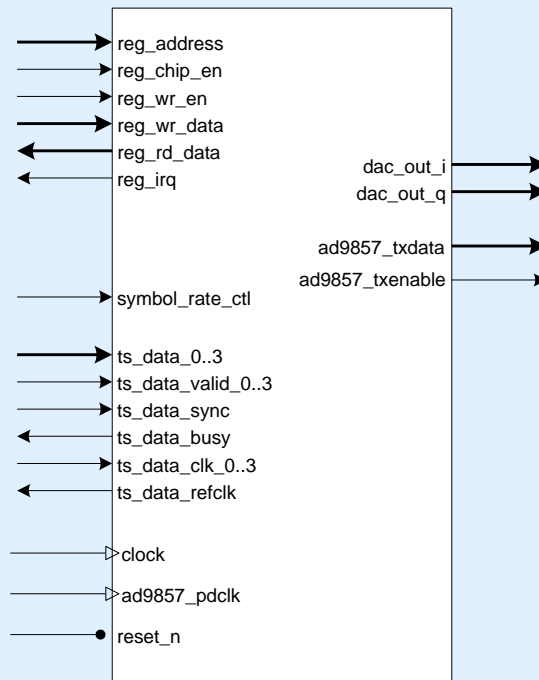 reg_address
reg_chip_en
reg_wr_en
reg_wr_data
reg_rd_data
reg_irq
dac_out_i
dac_out_q
ad9857_txdata
ad9857_txenable
symbol_rate_ctl
ts_data_0..3
ts_data_valid_0..3
ts_data_sync
ts_data_busy
ts_data_clk_0..3
ts_data_refclk
clock
ad9857_pdclk
reset_n